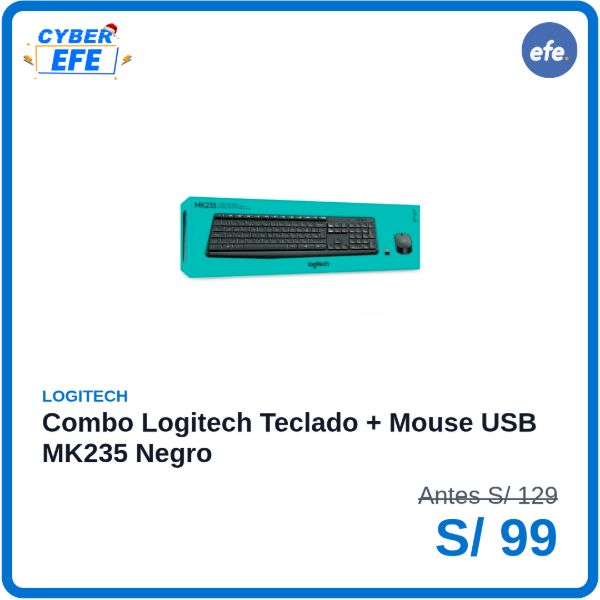 CYBER
EFE
efe.
MK235
logitech
LOGITECH
Combo Logitech Teclado + Mouse USB
MK235 Negro
Antes S/ 129
S/ 99